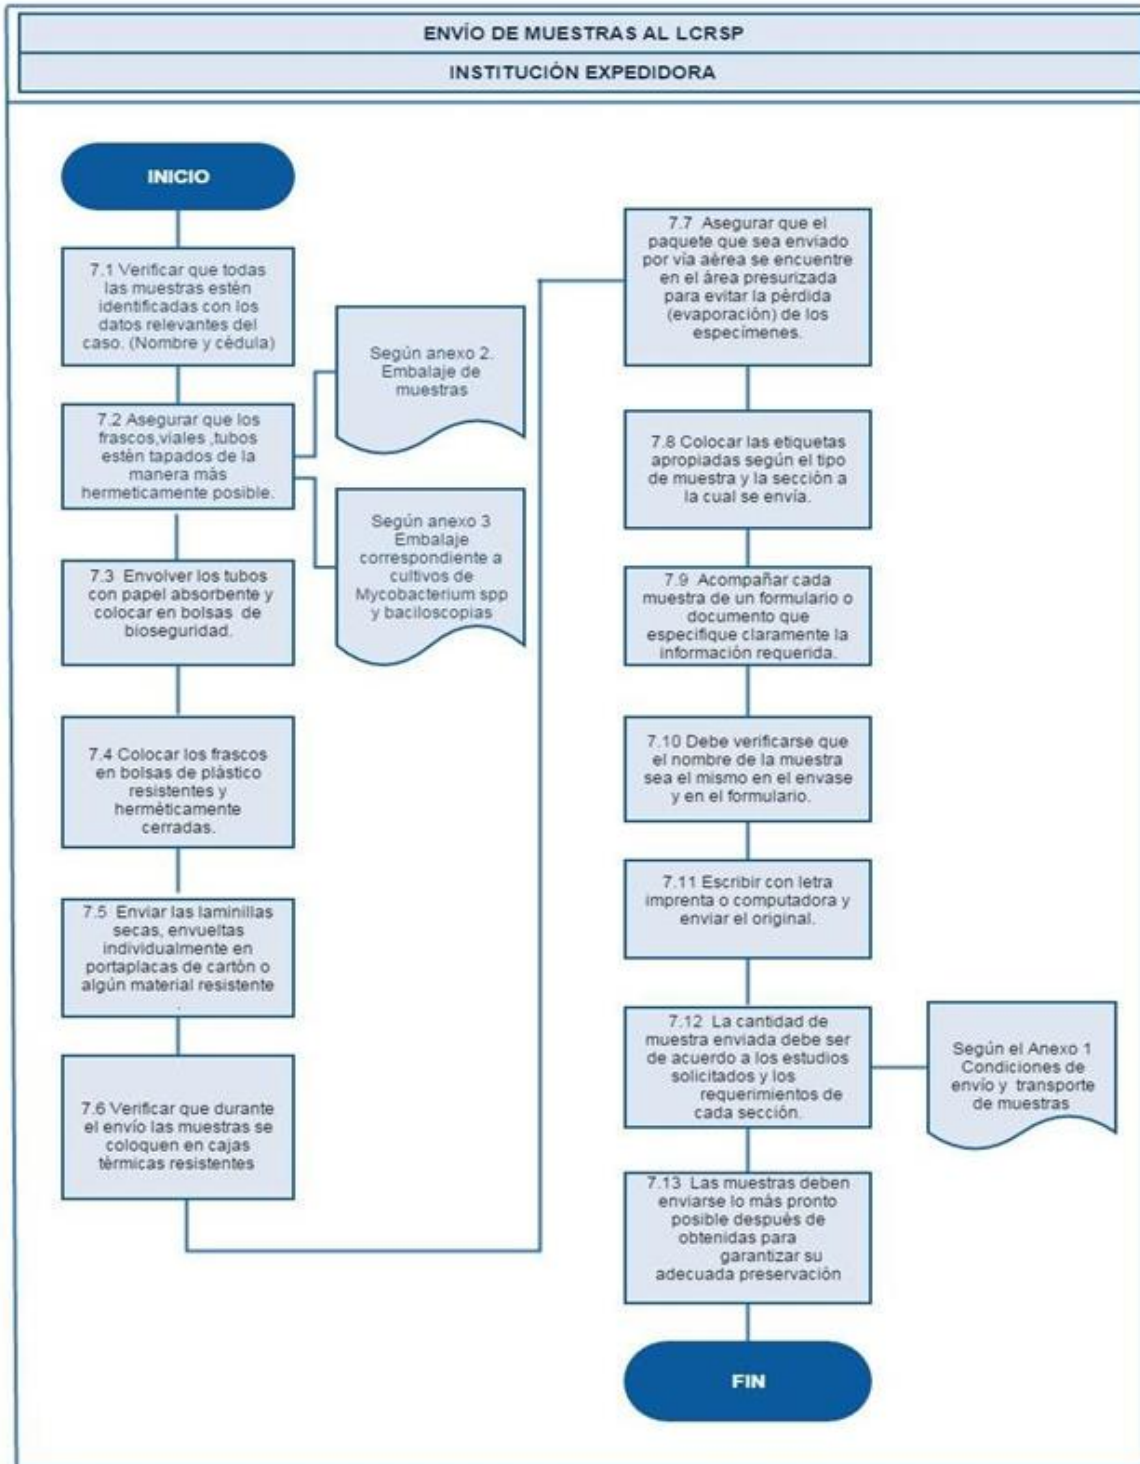 ENVÍO DE MUESTRAS AL LCRSP
INSTITUCIÓN EXPEDIDORA
INICIO
7.1 Verificar que todas
las muestras estén
identificadas con los
datos relevantes del
caso. (Nombre y cédula)
7.2 Asegurar que los
frascos,viales ,tubos
estén tapados de la
manera más
hermeticamente posible.
Según anexo 2.
Embalaje de
muestras
Según anexo 3
Embalaje
correspondiente a
cultivos de
Mycobacterium spp
y baciloscopias
7.3 Envolver los tubos
con papel absorbente y
colocar en bolsas de
bioseguridad.
7.4 Colocar los frascos
en bolsas de plástico
resistentes y
herméticamente
cerradas.
7.5 Enviar las laminillas
secas, envueltas
individualmente en
portaplacas de cartón o
algún material resistente
.
7.6 Verificar que durante
el envío las muestras se
coloquen en cajas
térmicas resistentes
7.7 Asegurar que el
paquete que sea enviado
por vía aérea se encuentre
en el área presurizada
para evitar la pérdida
(evaporación) de los
especímenes.
7.8 Colocar las etiquetas
apropiadas según el tipo
de muestra y la sección a
la cual se envía.
7.9 Acompañar cada
muestra de un formulario o
documento que
especifique claramente la
información requerida.
7.10 Debe verificarse que
el nombre de la muestra
sea el mismo en el envase
y en el formulario.
7.11 Escribir con letra
imprenta o computadora y
enviar el original.
7.12 La cantidad de
muestra enviada debe ser
de acuerdo a los estudios
solicitados y los
requerimientos de
cada sección.
Según el Anexo 1
Condiciones de
envío y transporte
de muestras
7.13 Las muestras deben
enviarse lo más pronto
posible después de
obtenidas para
garantizar su
adecuada preservación
FIN